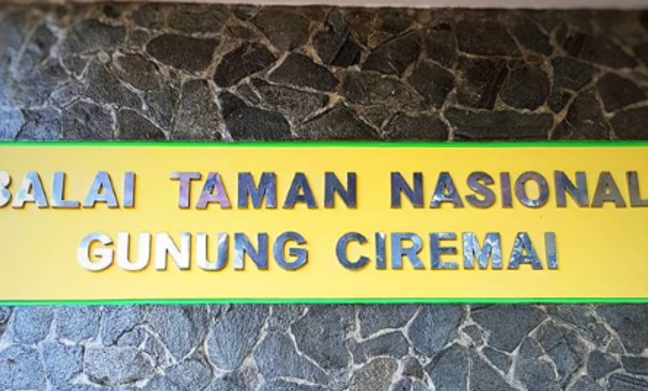 BALAI TAMAN NASIONAL
GUNUNG CIREMAI